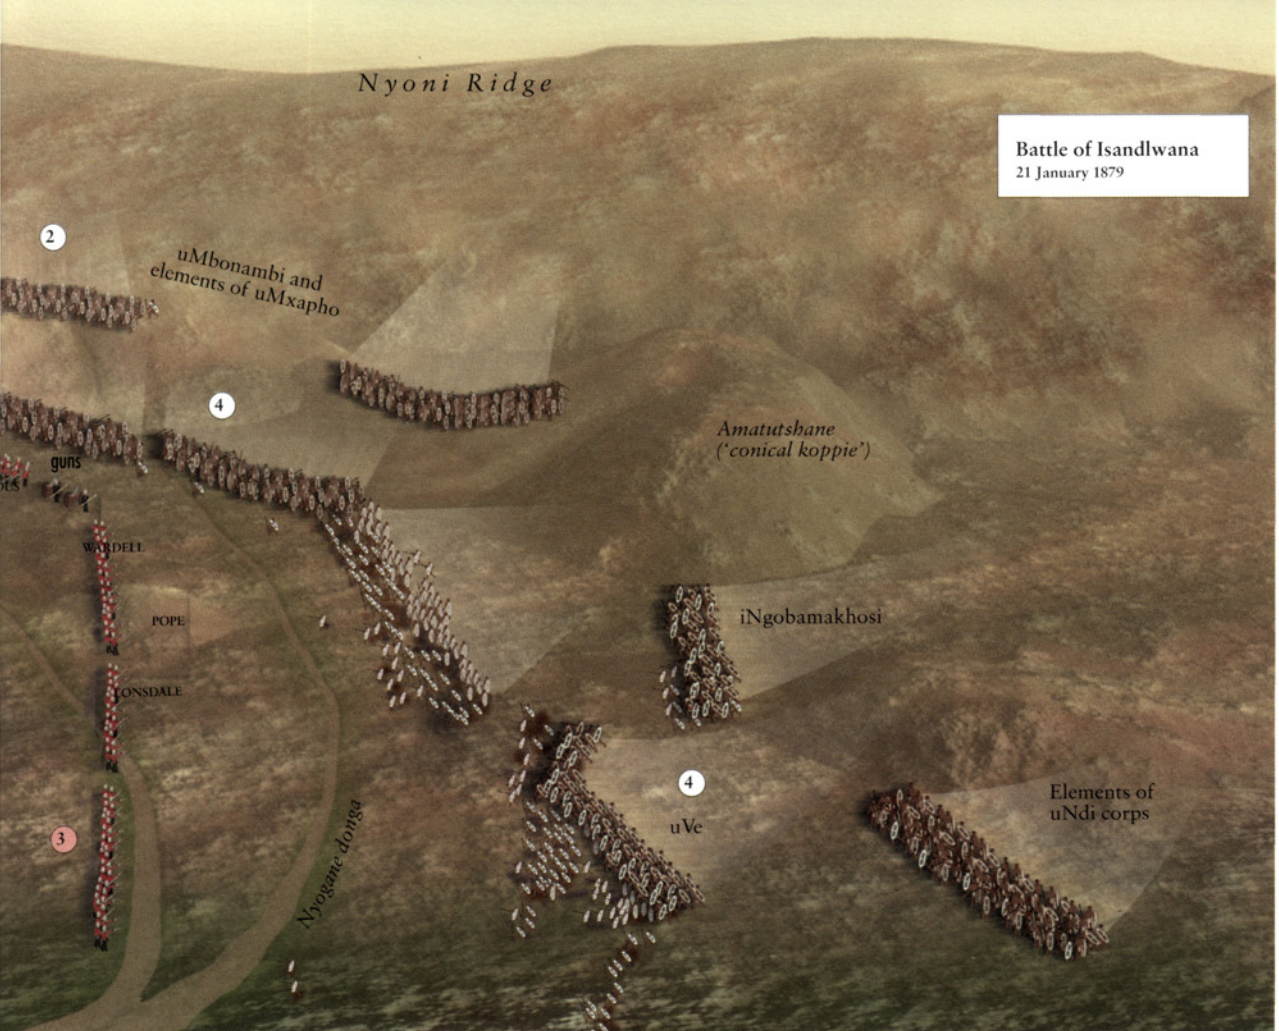 Nyoni Ridge
Battle of Isandlwana
21 January 1879
2
uMbonambi and
elements of uMxapho
4
Amatutshane
('conical koppie')
guns
OUS
WARDELL
POPE
iNgobamakhosi
LONSDALE
4
Elements of
uNdi corps
uVe
3
Nyogane donga